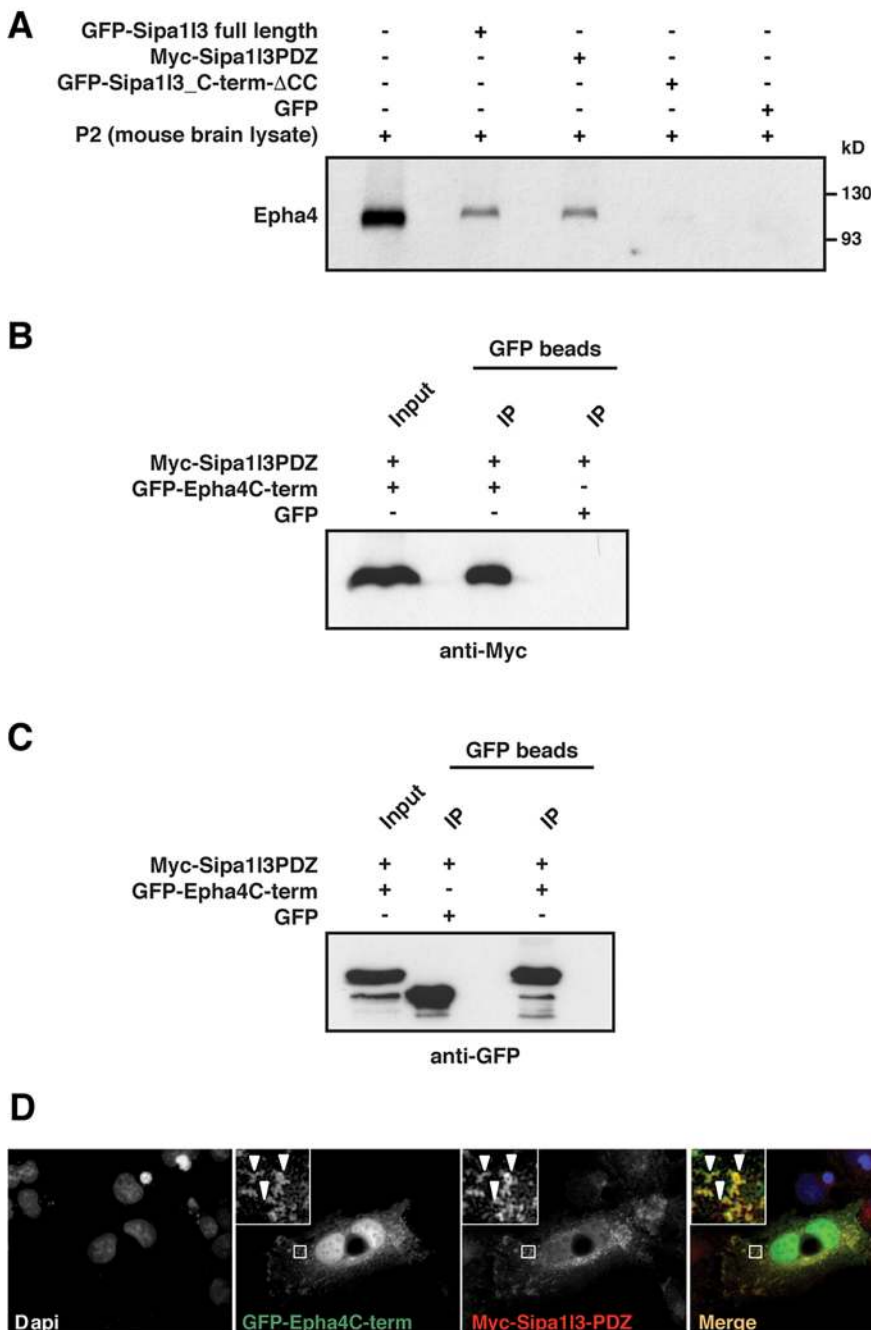 A
GFP-Sipa1l3 full length - + - - -
Myc-Sipa1l3PDZ - - + - -
GFP-Sipa1l3_C-term-ΔCC - - - + -
GFP - - - - +
P2 (mouse brain lysate) + + + + +
kD
130
Epha4
93
B
GFP beads
Input IP IP
Myc-Sipa1l3PDZ + + +
GFP-Epha4C-term + + -
GFP - - +
anti-Myc
C
GFP beads
Input IP IP
Myc-Sipa1l3PDZ + + +
GFP-Epha4C-term + - +
GFP - + -
anti-GFP
D
Dapi GFP-Epha4C-term Myc-Sipa1l3-PDZ Merge